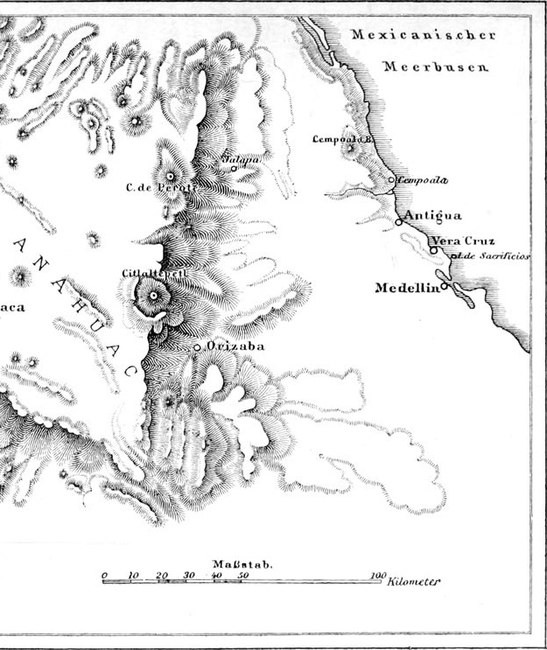 Mexicanischer
Meerbusen
Cempoala B.
Jalapa.
Cempoala
C. de Perote
Antigua
Vera Cruz
I. de Sacrificios
Citlaltepetl
Medellin
ANAHUAC
aca
Orizaba
Maßstab.
0 10 20 30 40 50 100 Kilometer